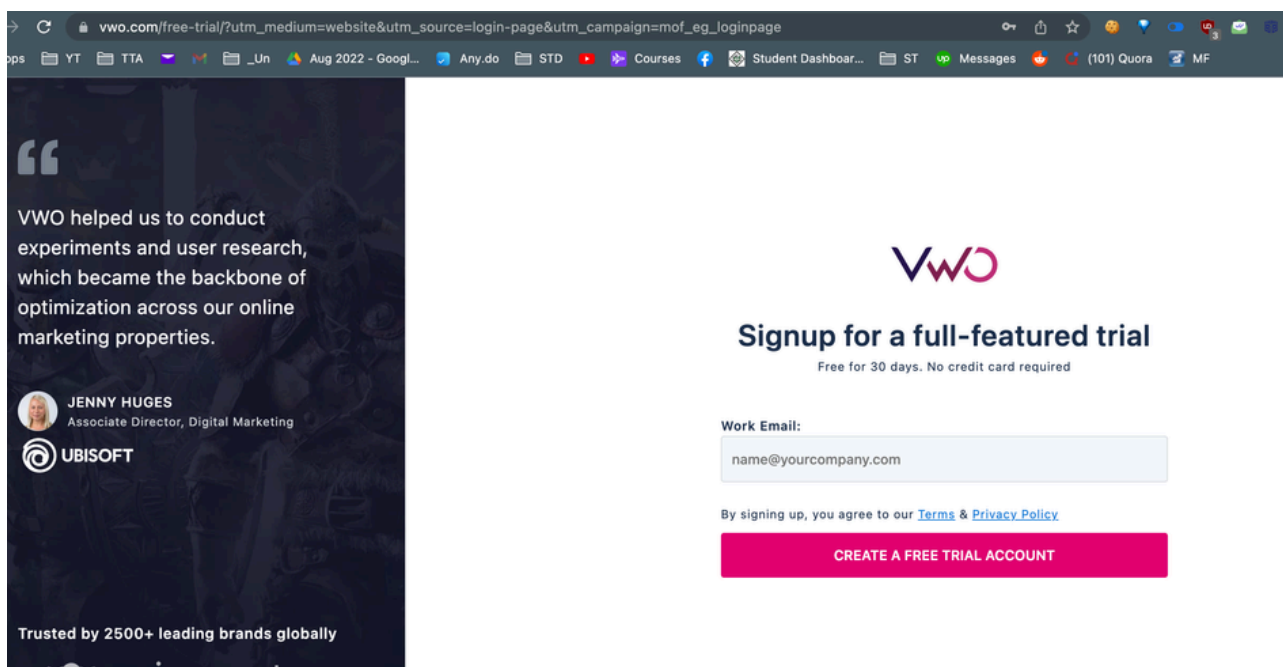 vwo.com/free-trial/?utm_medium=website&utm_source=login-page&utm_campaign=mof_eg_loginpage
ops YT TTA _Un Aug 2022 - Googl... Any.do STD Courses Student Dashboar... ST Messages (101) Quora MF
VWO helped us to conduct
experiments and user research,
which became the backbone of
optimization across our online
marketing properties.
JENNY HUGES
Associate Director, Digital Marketing
UBISOFT
Trusted by 2500+ leading brands globally
VWO
Signup for a full-featured trial
Free for 30 days. No credit card required
Work Email:
name@yourcompany.com
By signing up, you agree to our Terms & Privacy Policy
CREATE A FREE TRIAL ACCOUNT